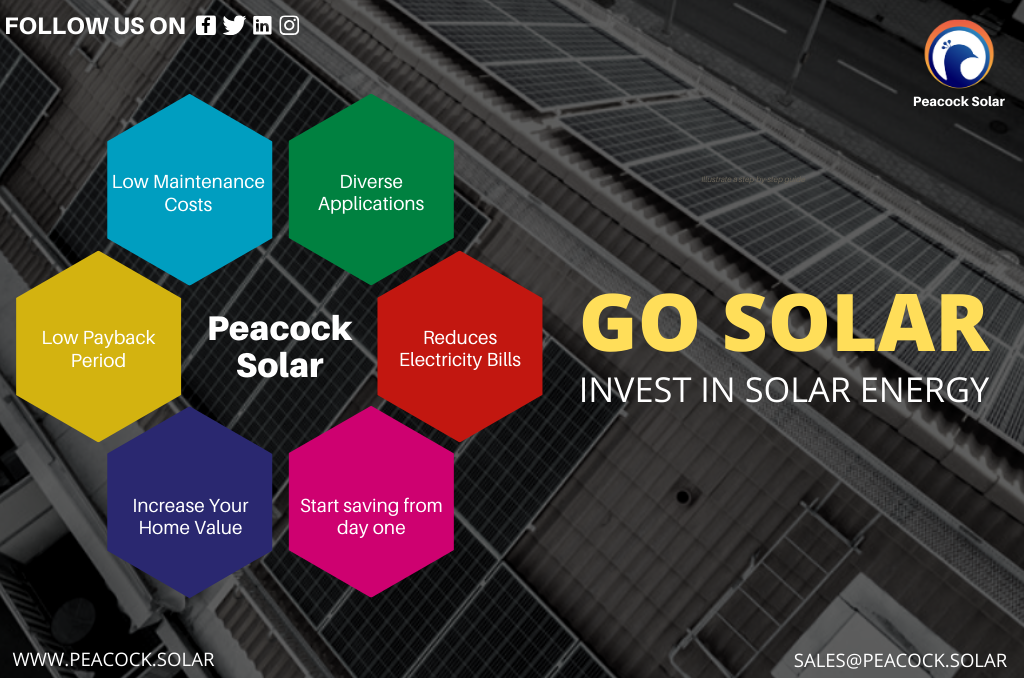 FOLLOW US ON
Peacock Solar
Low Maintenance
Costs
Diverse
Applications
Low Payback
Period
Peacock
Solar
Reduces
Electricity Bills
Increase Your
Home Value
Start saving from
day one
GO SOLAR
INVEST IN SOLAR ENERGY
WWW.PEACOCK.SOLAR
SALES@PEACOCK.SOLAR